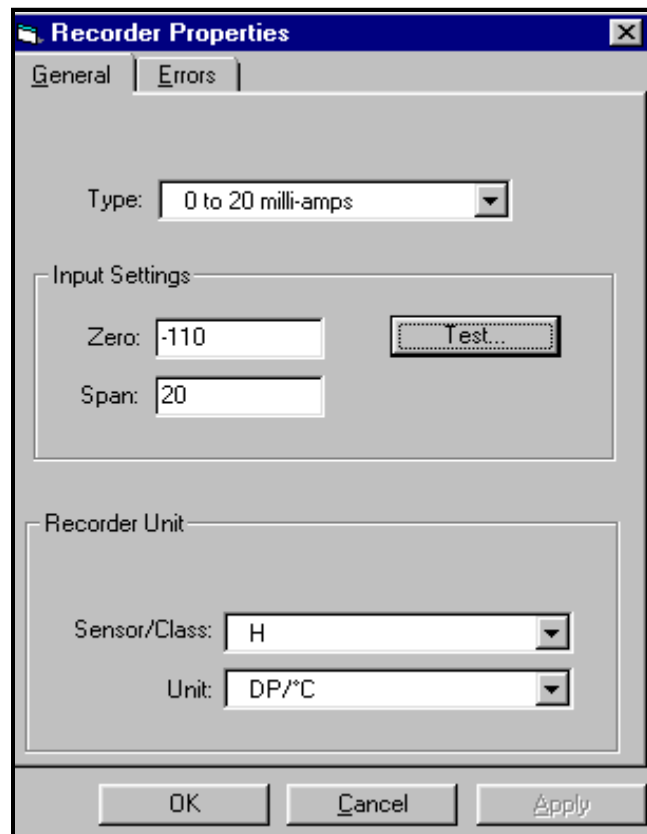 Recorder Properties
General Errors
Type: 0 to 20 milli-amps
Input Settings
Zero: -110 Test...
Span: 20
Recorder Unit
Sensor/Class: H
Unit: DP/°C
OK Cancel Apply